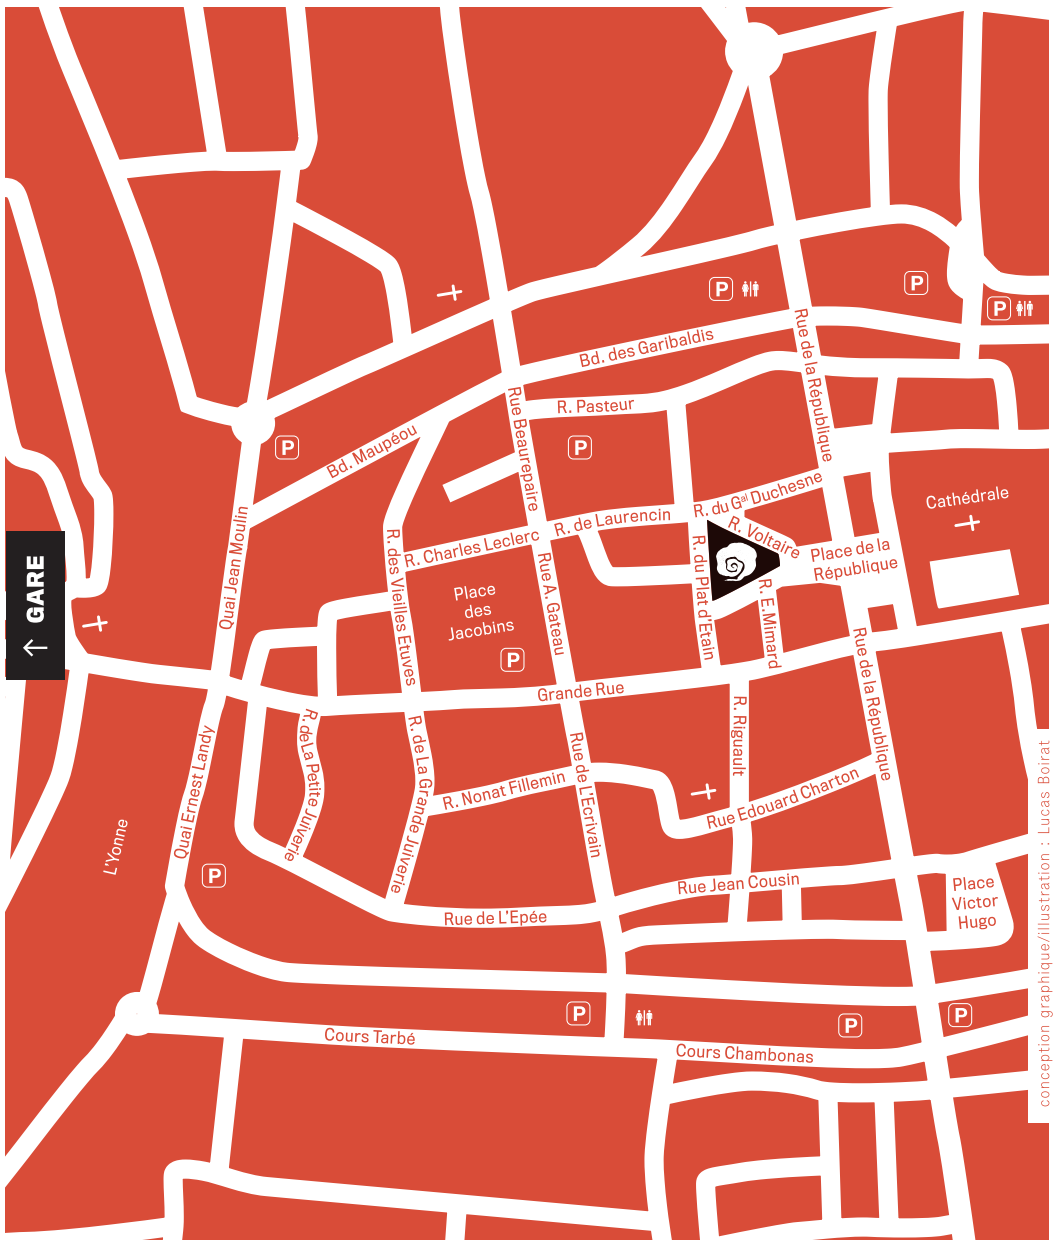 P
P
P
Bd. des Garibaldis
Rue de la République
R. Pasteur
Rue Beaurepaire
Bd. Maupéou
P
P
Cathédrale
R. du Gal Duchesne
R. de Laurencin
R. Voltaire
Quai Jean Moulin
R. Charles Leclerc
R. des Vieilles Etuves
Rue A. Gateau
R. du Plat d'Etain
R. E.Mimard
Place de la
République
GARE
Place
des
Jacobins
P
Grande Rue
Rue de la République
R. Riguault
R. de La Petite Juiverie
R. de La Grande Juiverie
Rue de L'Ecrivain
R. Nonat Fillemin
Rue Edouard Charton
Quai Ernest Landy
L'Yonne
P
Rue Jean Cousin
Rue de L'Epée
Place
Victor
Hugo
P
P
P
Cours Tarbé
Cours Chambonas
conception graphique/illustration : Lucas Boirat